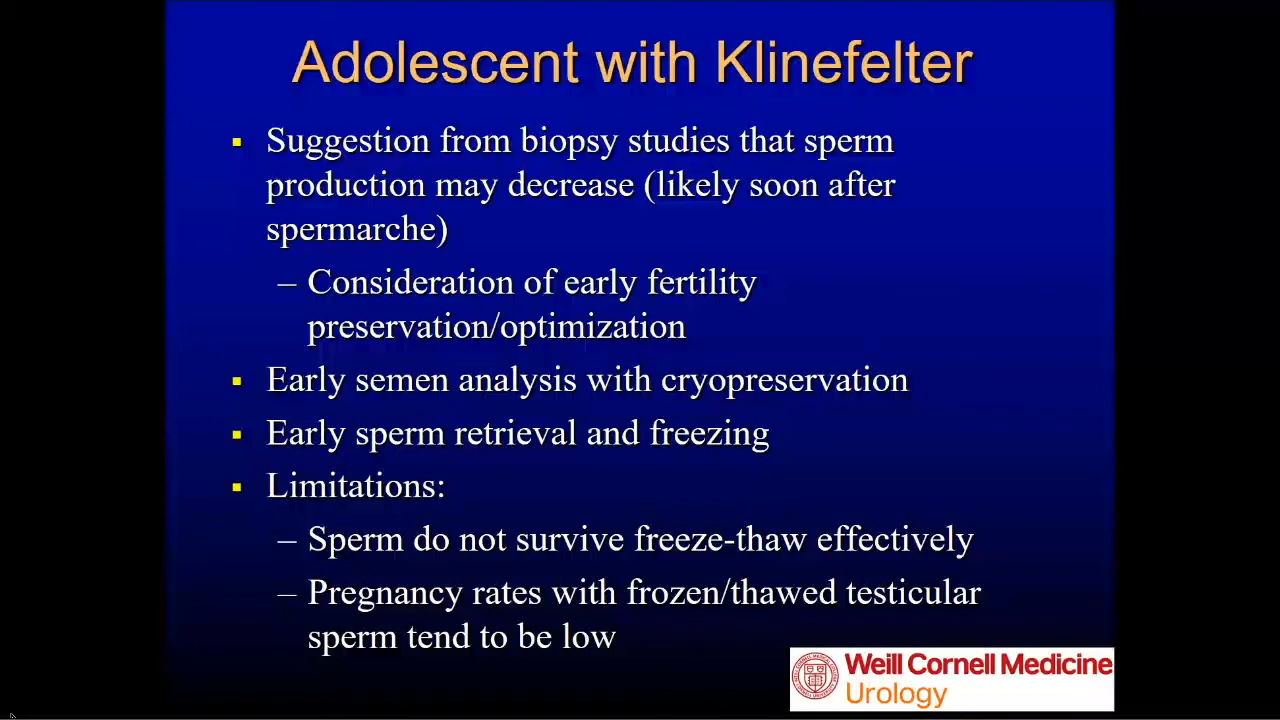 Adolescent with Klinefelter
▪ Suggestion from biopsy studies that sperm
production may decrease (likely soon after
spermarche)
– Consideration of early fertility
preservation/optimization
▪ Early semen analysis with cryopreservation
▪ Early sperm retrieval and freezing
▪ Limitations:
– Sperm do not survive freeze-thaw effectively
– Pregnancy rates with frozen/thawed testicular
sperm tend to be low
Weill Cornell Medicine
Urology